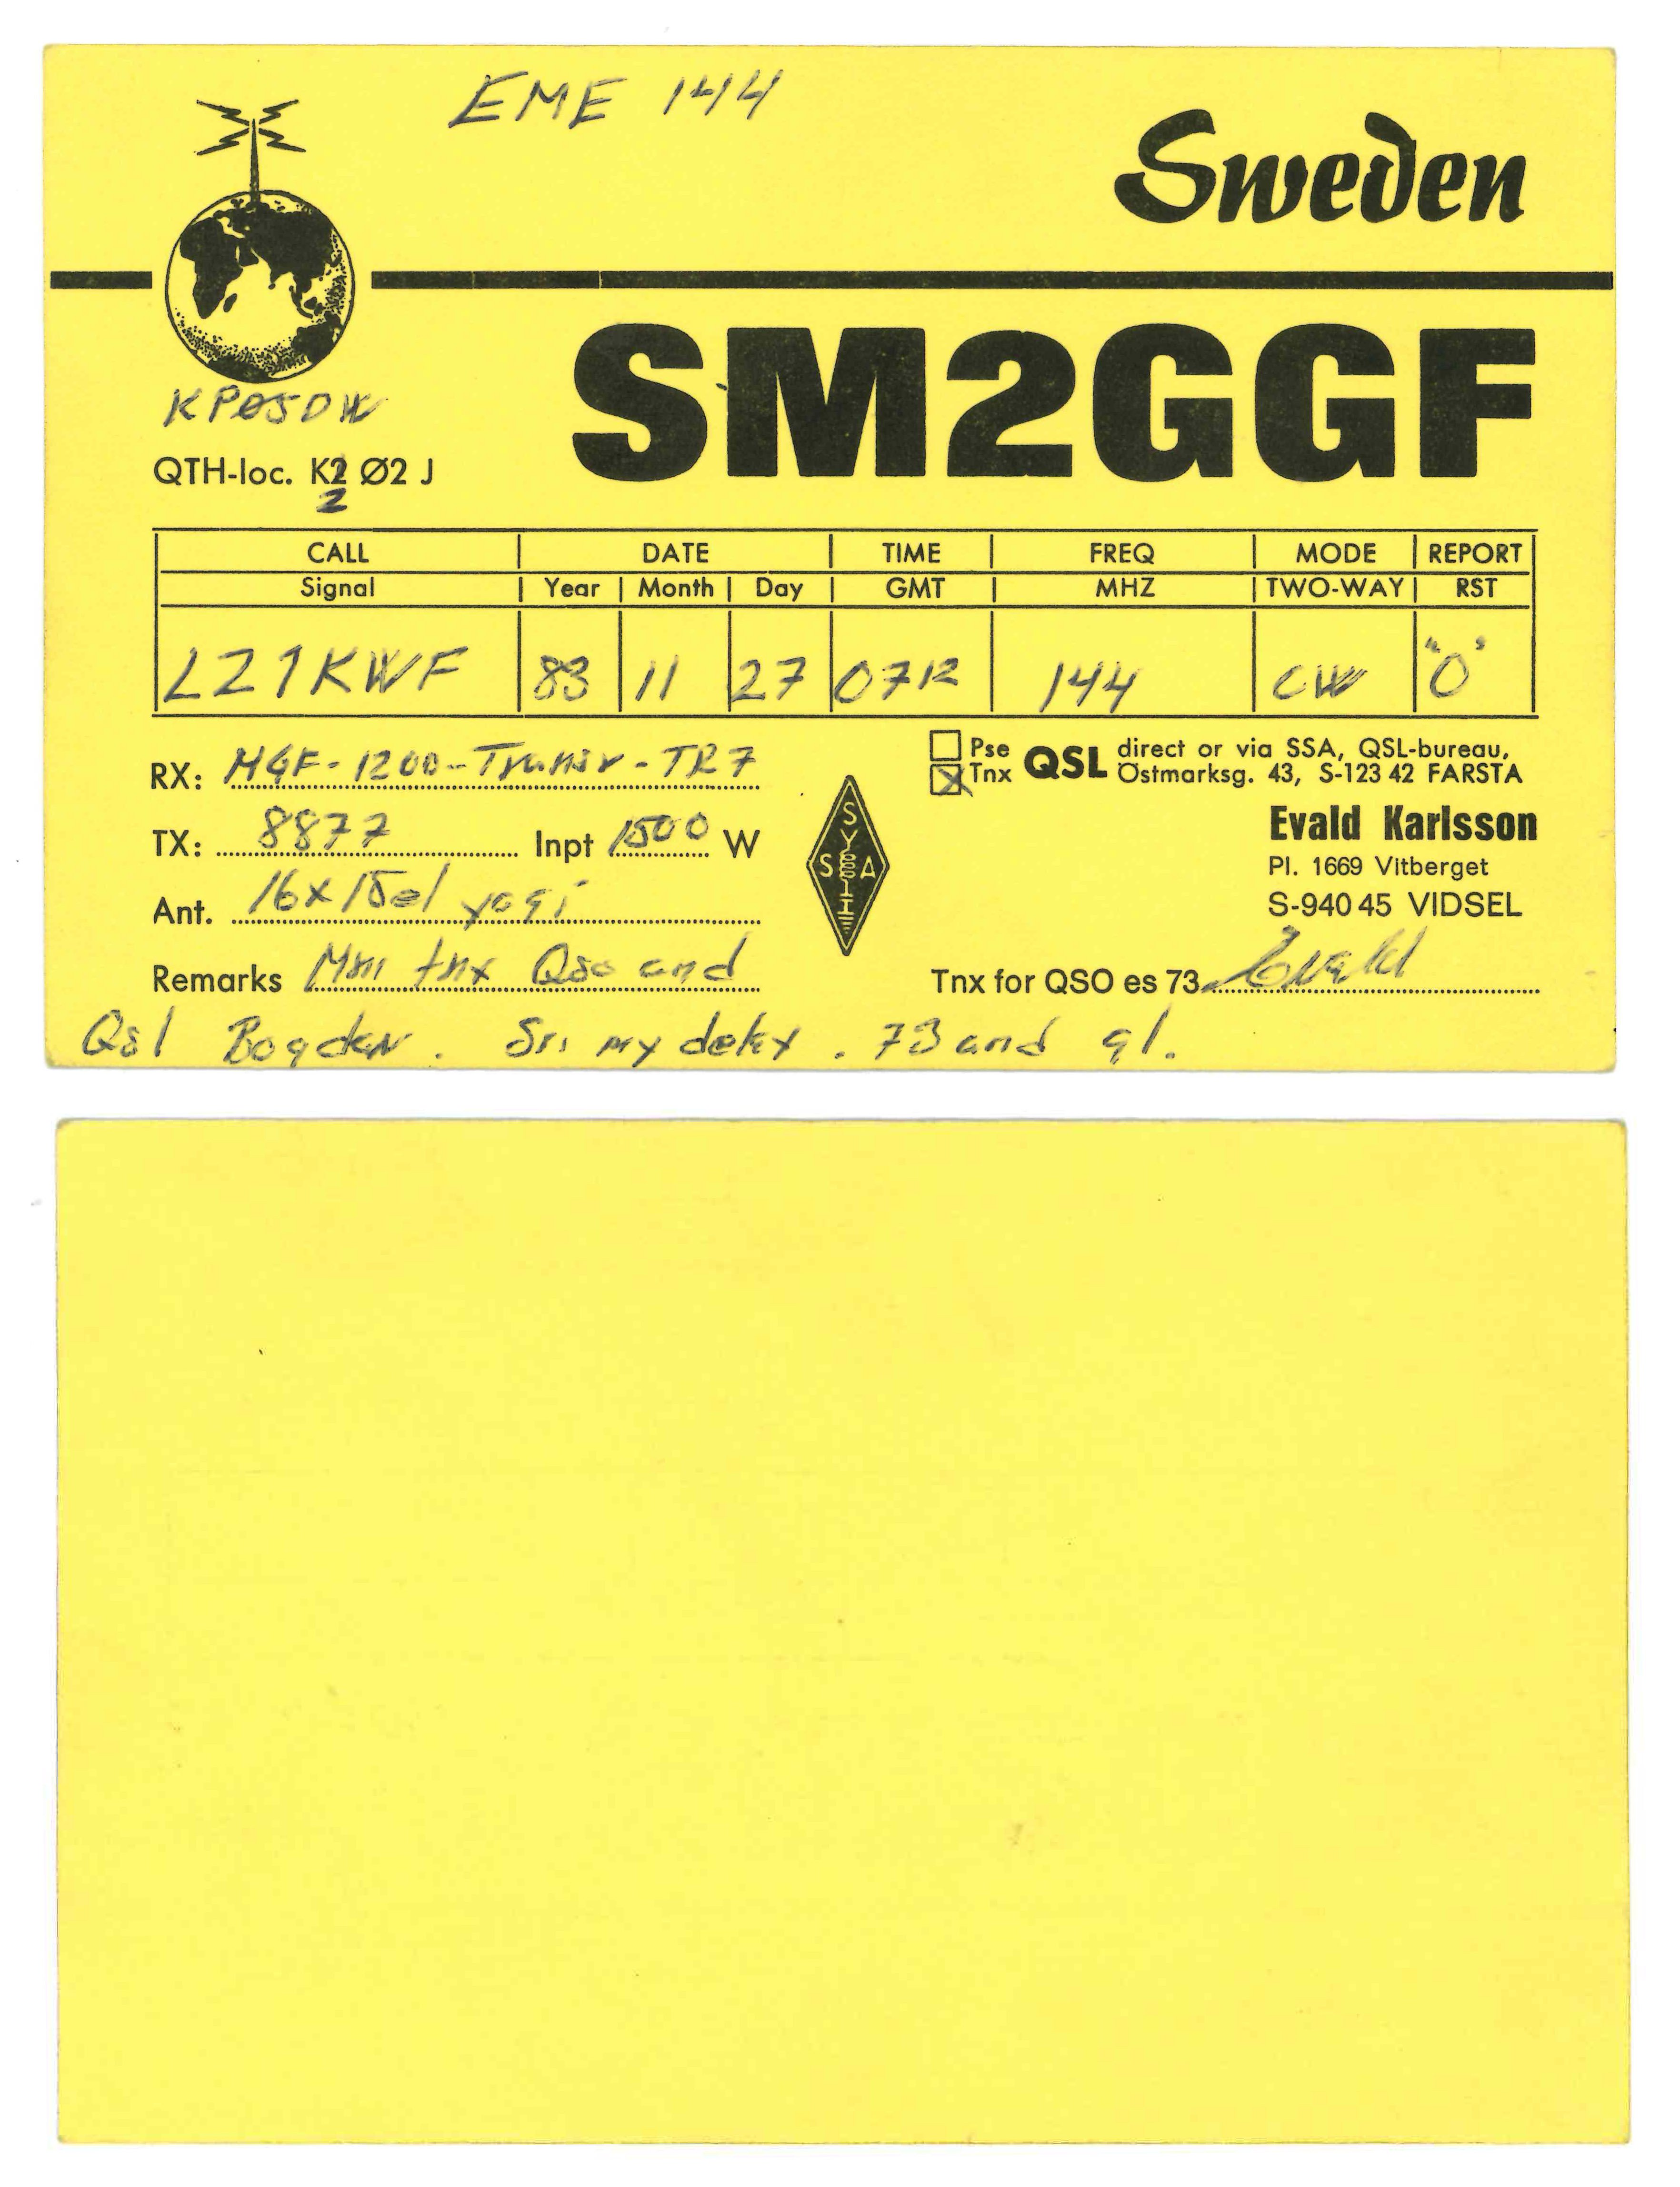 EME 144
Sweden
SM2GGF
KPØ5DW
QTH-loc. K2 Ø2 J
Z
CALL DATE TIME FREQ MODE REPORT
Signal Year Month Day GMT MHZ TWO-WAY RST
LZ1KWF 83 11 27 0712 144 CW "O"
Pse QSL direct or via SSA, QSL-bureau,
Tnx Östmarksg. 43, S-123 42 FARSTA
RX: MGF-1200-Transv-TR7
TX: 8877 Inpt 1500 W
Ant. 16x15el yagi
Remarks Mni tnx Qso and
Qsl Bogdan. Sri my delay. 73 and gl.
SSA
Evald Karlsson
Pl. 1669 Vitberget
S-940 45 VIDSEL
Tnx for QSO es 73 Evald